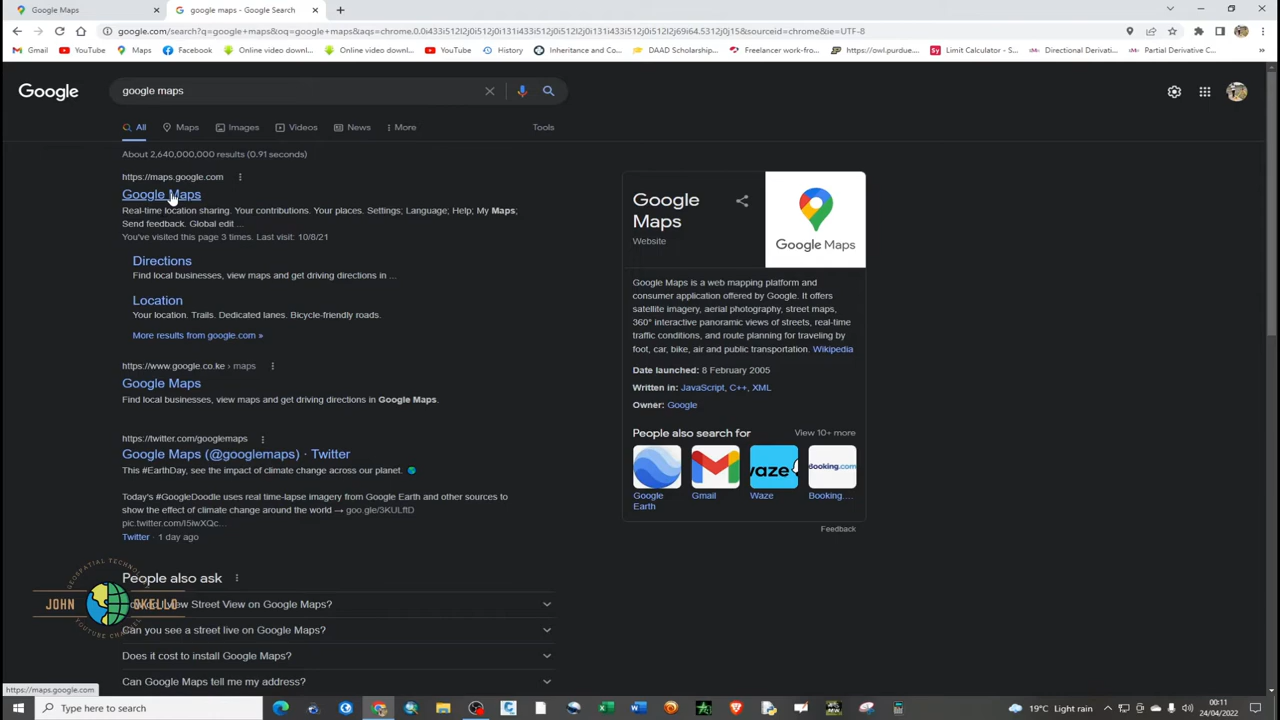 Google Maps
google maps - Google Search
google.com/search?q=google+maps&oq=google+maps&aqs=chrome.0.0i433i512j0i512j0i131i433i512j0i512j0i131i433i512j0i512l2j69i64.5312j0j15&sourceid=chrome&ie=UTF-8
Gmail
YouTube
Maps
Facebook
Online video downl...
Online video downl...
YouTube
History
Inheritance and Co...
DAAD Scholarship...
Freelancer work-fro...
https://owl.purdue....
Sy
Limit Calculator - S...
Directional Derivati...
Partial Derivative C...
Google
google maps
All
Maps
Images
Videos
News
More
Tools
About 2,640,000,000 results (0.91 seconds)
https://maps.google.com
Google Maps
Real-time location sharing. Your contributions. Your places. Settings; Language; Help; My Maps;
Send feedback. Global edit ...
You've visited this page 3 times. Last visit: 10/8/21
Directions
Find local businesses, view maps and get driving directions in ...
Location
Your location. Trails. Dedicated lanes. Bicycle-friendly roads.
More results from google.com »
https://www.google.co.ke › maps
Google Maps
Find local businesses, view maps and get driving directions in Google Maps.
https://twitter.com/googlemaps
Google Maps (@googlemaps) · Twitter
This #EarthDay, see the impact of climate change across our planet.
Today's #GoogleDoodle uses real time-lapse imagery from Google Earth and other sources to
show the effect of climate change around the world → goo.gle/3KULftD
pic.twitter.com/I5iwXQc...
Twitter · 1 day ago
People also ask
View Street View on Google Maps?
Can you see a street live on Google Maps?
Does it cost to install Google Maps?
Can Google Maps tell me my address?
Google
Maps
Website
Google Maps
Google Maps is a web mapping platform and
consumer application offered by Google. It offers
satellite imagery, aerial photography, street maps,
360° interactive panoramic views of streets, real-time
traffic conditions, and route planning for traveling by
foot, car, bike, air and public transportation. Wikipedia
Date launched: 8 February 2005
Written in: JavaScript, C++, XML
Owner: Google
People also search for
View 10+ more
waze
Booking.com
Google
Earth
Gmail
Waze
Booking....
Feedback
GEOSPATIAL TECHNOLOGY
JOHN OKELLO
YOUTUBE CHANNEL
https://maps.google.com
Type here to search
19°C Light rain
00:11
24/04/2022